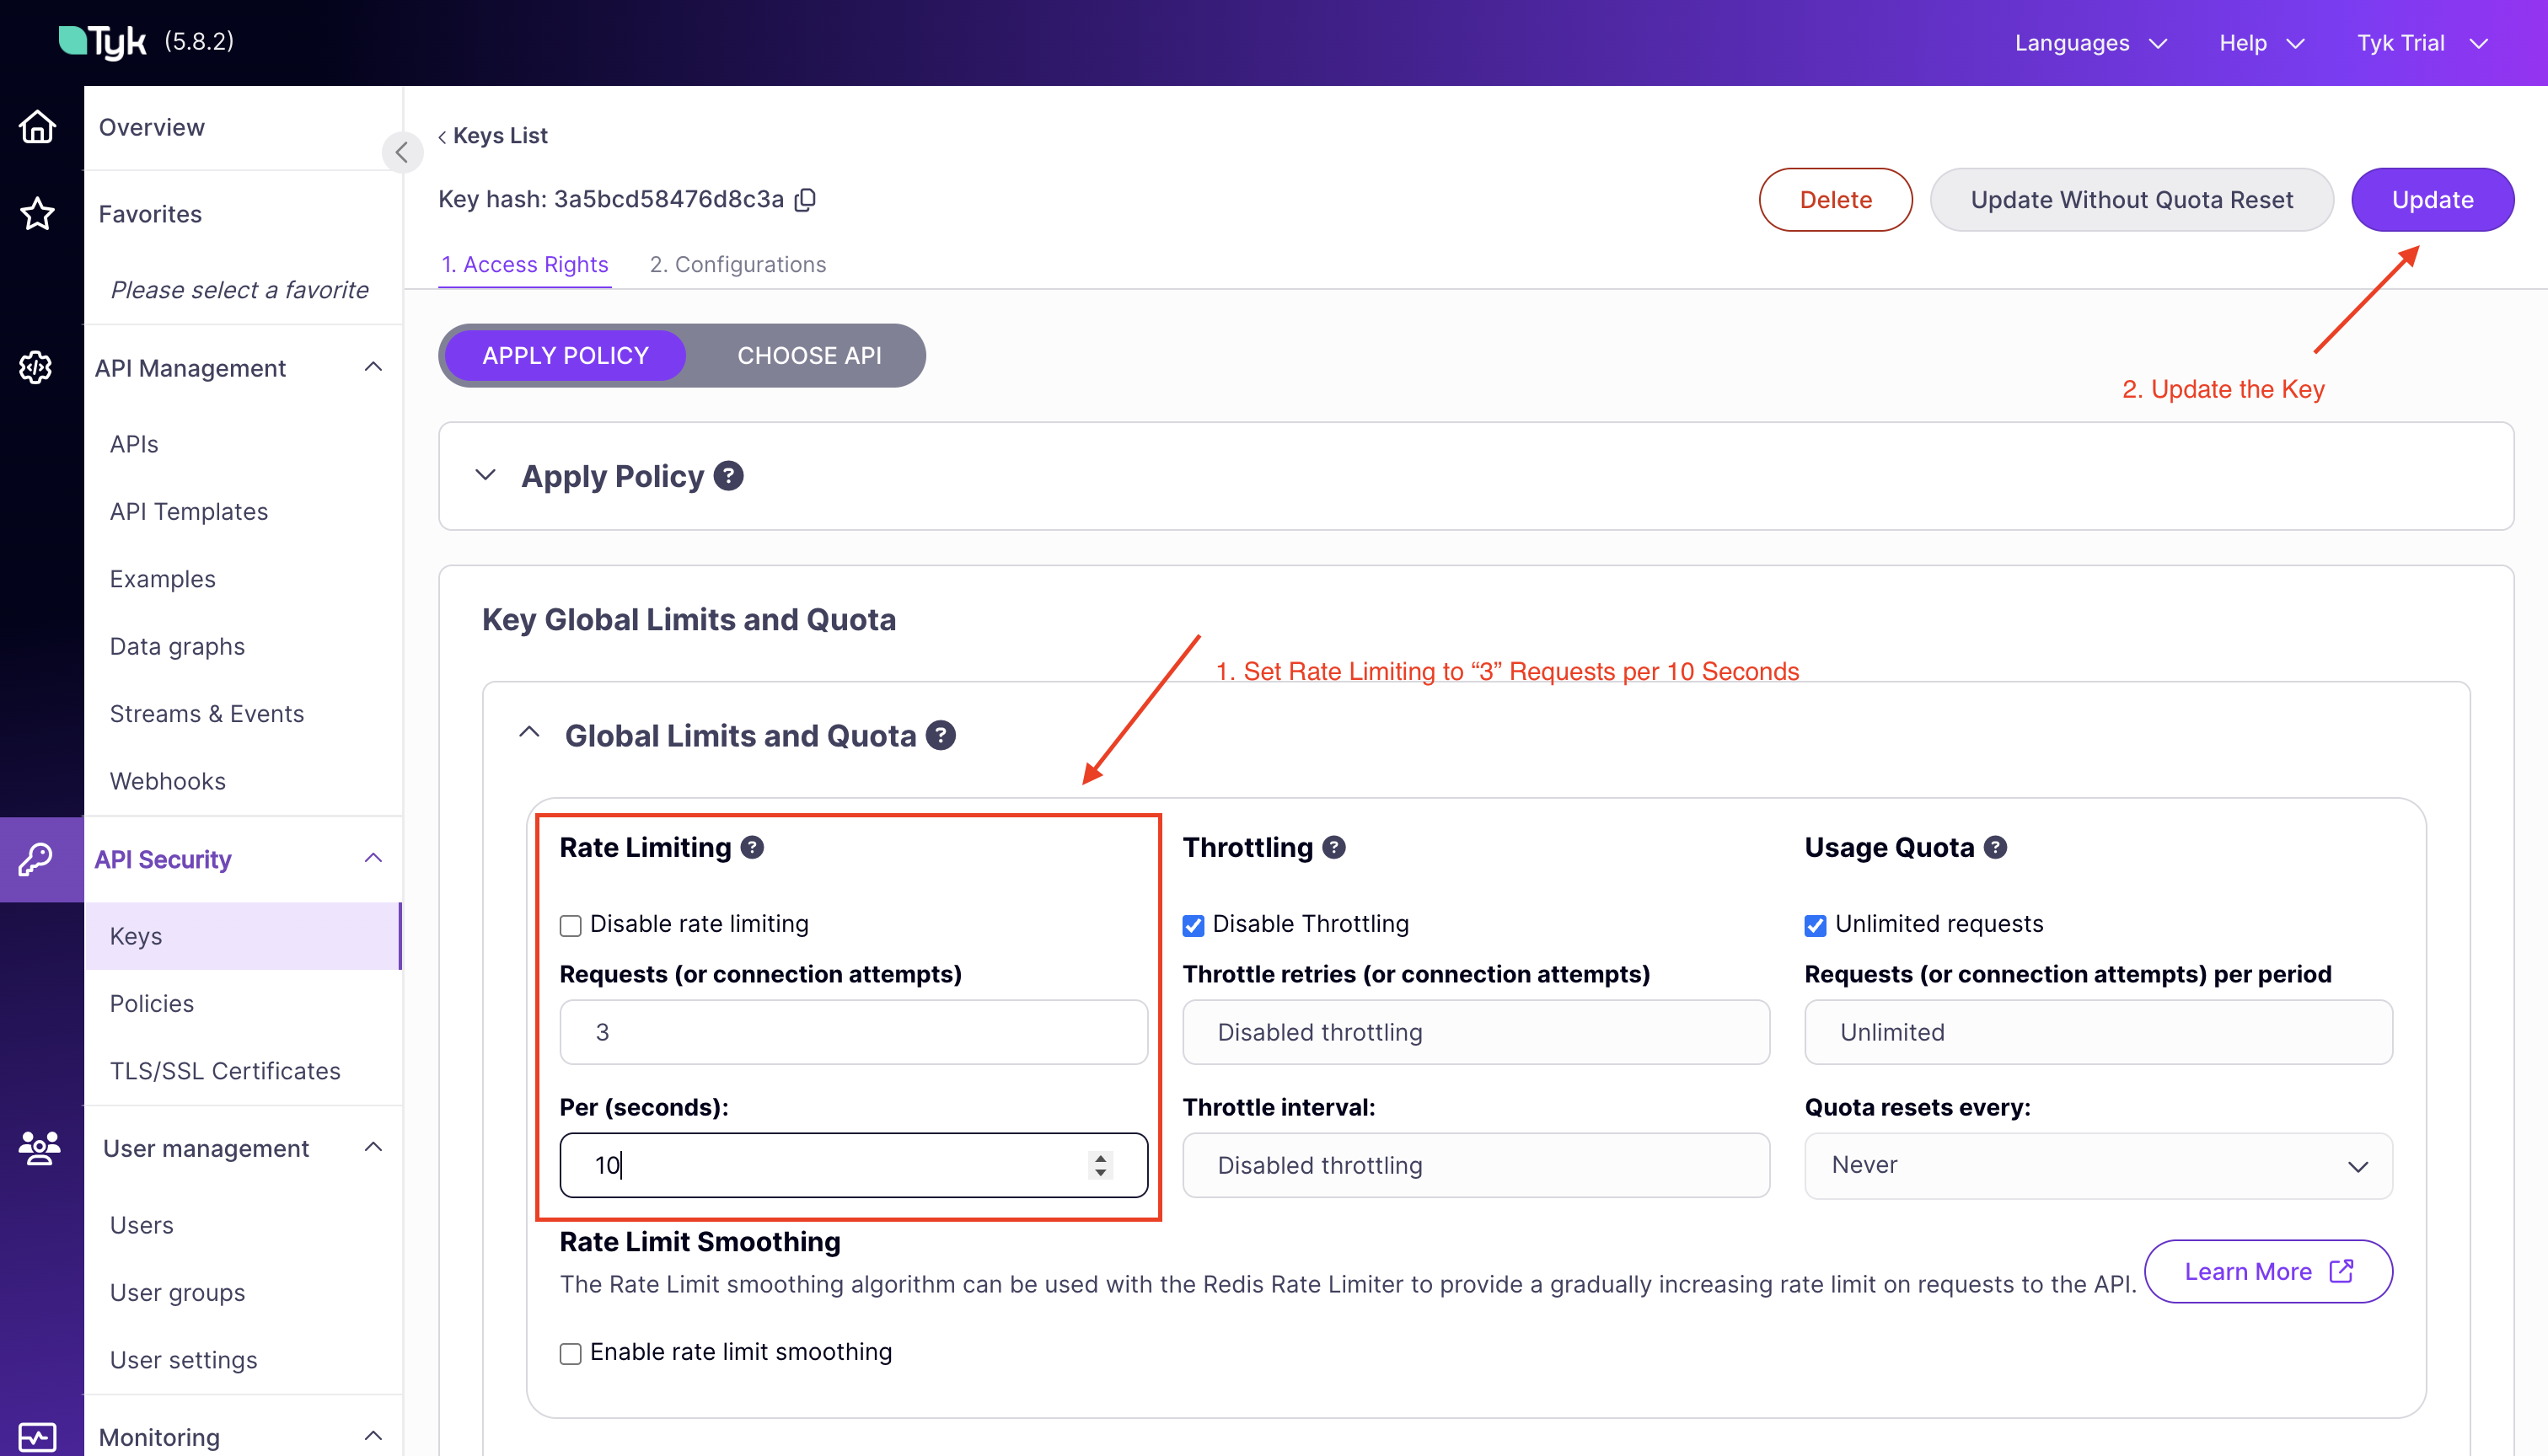 Tyk (5.8.2)
Languages
Help
Tyk Trial
Overview
Favorites
Please select a favorite
API Management
APIs
API Templates
Examples
Data graphs
Streams & Events
Webhooks
API Security
Keys
Policies
TLS/SSL Certificates
User management
Users
User groups
User settings
Monitoring
Keys List
Key hash: 3a5bcd58476d8c3a
Delete
Update Without Quota Reset
Update
1. Access Rights
2. Configurations
2. Update the Key
APPLY POLICY
CHOOSE API
Apply Policy ?
Key Global Limits and Quota
1. Set Rate Limiting to “3” Requests per 10 Seconds
Global Limits and Quota ?
Rate Limiting ?
Disable rate limiting
Requests (or connection attempts)
3
Per (seconds):
10
Throttling ?
Disable Throttling
Throttle retries (or connection attempts)
Disabled throttling
Throttle interval:
Disabled throttling
Usage Quota ?
Unlimited requests
Requests (or connection attempts) per period
Unlimited
Quota resets every:
Never
Rate Limit Smoothing
The Rate Limit smoothing algorithm can be used with the Redis Rate Limiter to provide a gradually increasing rate limit on requests to the API.
Learn More
Enable rate limit smoothing